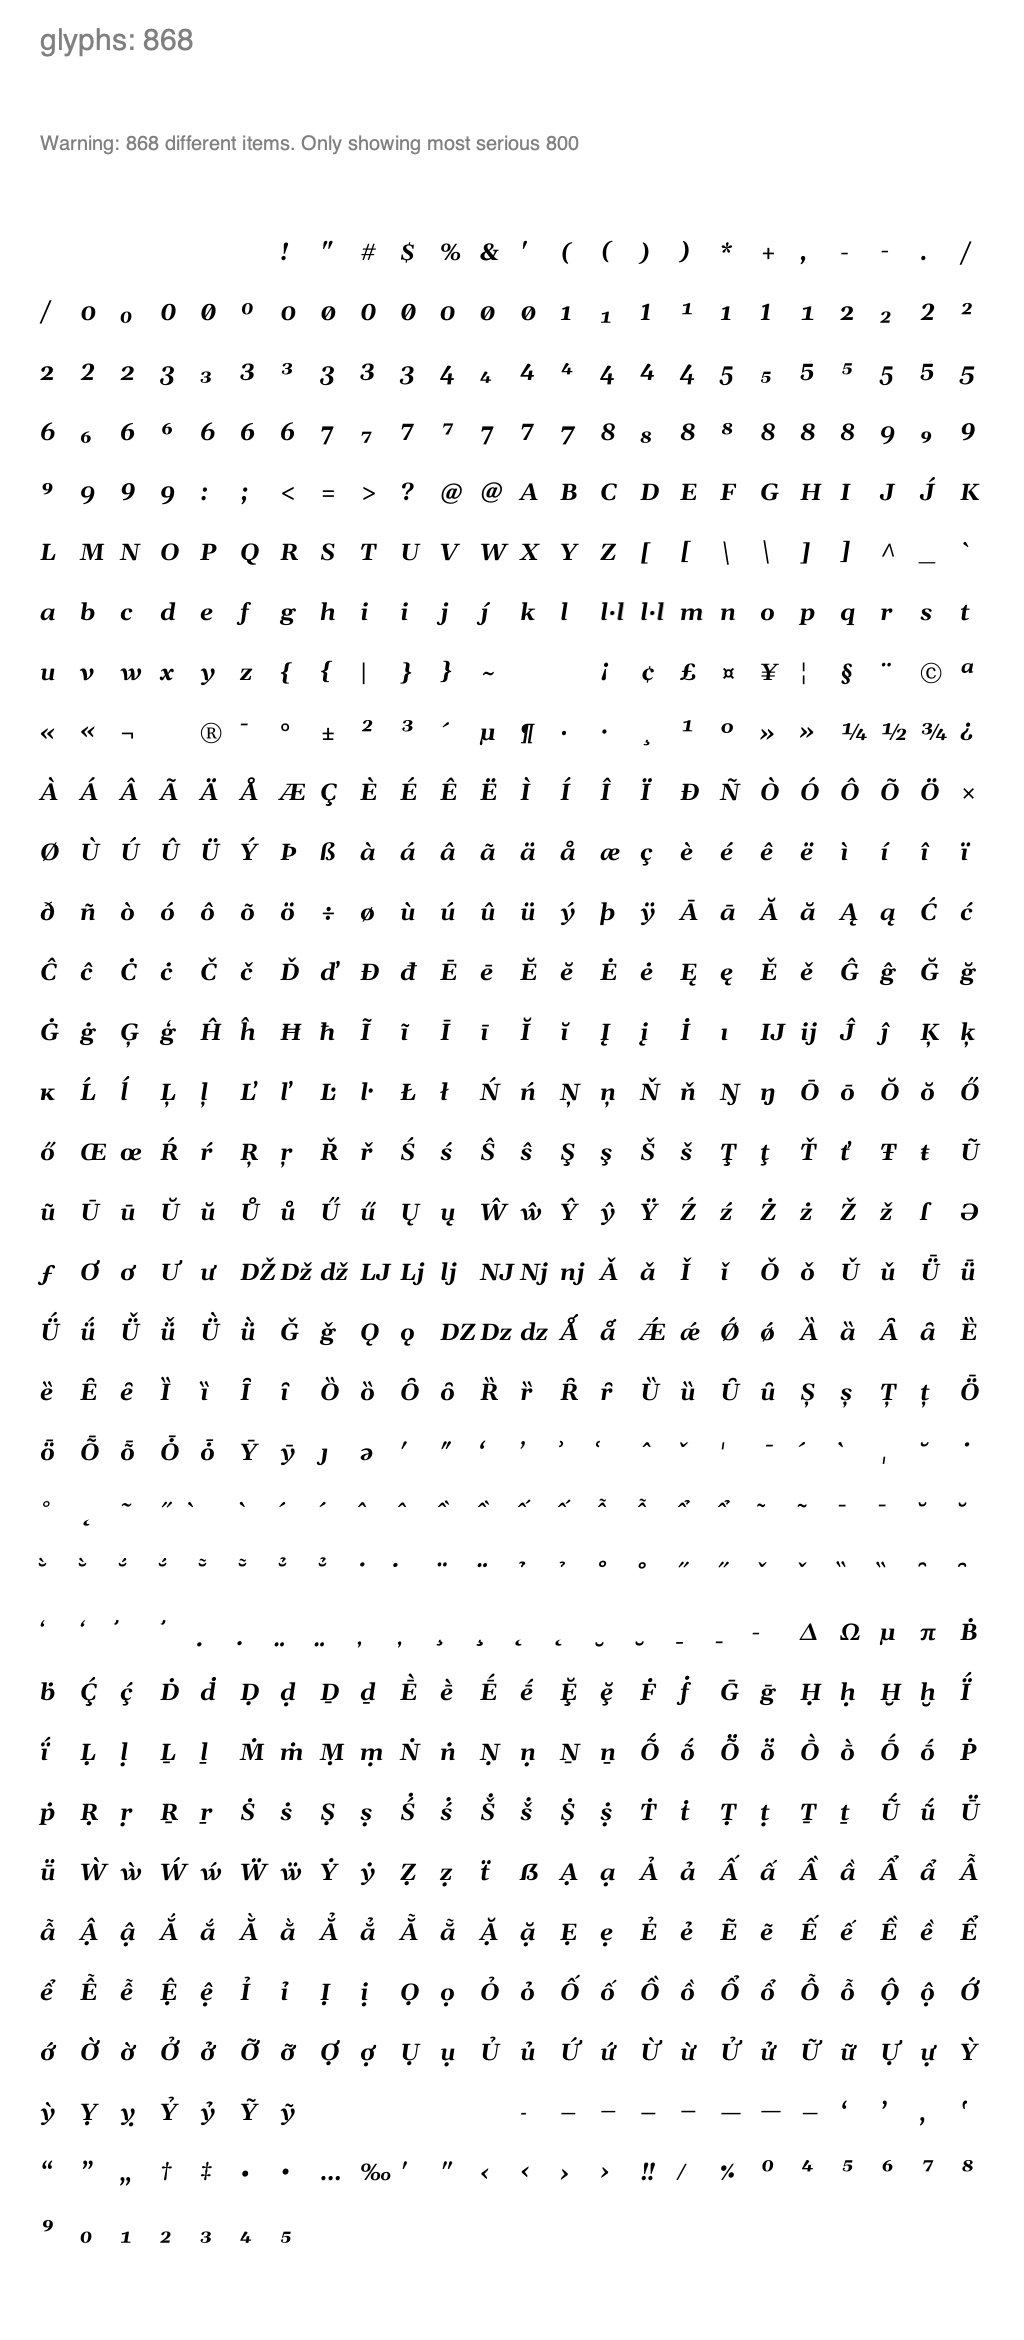 glyphs: 868
Warning: 868 different items. Only showing most serious 800
! " # $ % & ' ( ( ) ) * + , - - . /
/ 0 ₀ 0 0 ⁰ 0 0 0 0 0 0 0 1 ₁ 1 ¹ 1 1 1 2 ₂ 2 ²
2 2 2 3 ₃ 3 ³ 3 3 3 4 ₄ 4 ⁴ 4 4 4 5 ₅ 5 ⁵ 5 5 5
6 ₆ 6 ⁶ 6 6 6 7 ₇ 7 ⁷ 7 7 7 8 ₈ 8 ⁸ 8 8 8 9 ₉ 9
⁹ 9 9 9 : ; < = > ? @ @ A B C D E F G H I J J́ K
L M N O P Q R S T U V W X Y Z [ [ \ \ ] ] ^ _ `
a b c d e f g h i i j j́ k l l·l l·l m n o p q r s t
u v w x y z { { | } } ~ ¡ ¢ £ ¤ ¥ ¦ § ¨ © ª
« « ¬ ® ¯ ° ± ² ³ ´ µ ¶ · · ¸ ¹ º » » ¼ ½ ¾ ¿
À Á Â Ã Ä Å Æ Ç È É Ê Ë Ì Í Î Ï Ð Ñ Ò Ó Ô Õ Ö ×
Ø Ù Ú Û Ü Ý Þ ß à á â ã ä å æ ç è é ê ë ì í î ï
ð ñ ò ó ô õ ö ÷ ø ù ú û ü ý þ ÿ Ā ā Ă ă Ą ą Ć ć
Ĉ ĉ Ċ ċ Č č Ď ď Đ đ Ē ē Ĕ ĕ Ė ė Ę ę Ě ě Ĝ ĝ Ğ ğ
Ġ ġ Ģ ģ Ĥ ĥ Ħ ħ Ĩ ĩ Ī ī Ĭ ĭ Į į İ ı Ĳ ĳ Ĵ ĵ Ķ ķ
ĸ Ĺ ĺ Ļ ļ Ľ ľ Ŀ ŀ Ł ł Ń ń Ņ ņ Ň ň Ŋ ŋ Ō ō Ŏ ŏ Ő
ő Œ œ Ŕ ŕ Ŗ ŗ Ř ř Ś ś Ŝ ŝ Ş ş Š š Ţ ţ Ť ť Ŧ ŧ Ũ
ũ Ū ū Ŭ ŭ Ů ů Ű ű Ų ų Ŵ ŵ Ŷ ŷ Ÿ Ź ź Ż ż Ž ž ſ Ə
ƒ Ơ ơ Ư ư Ǆ ǅ ǆ Ǉ ǈ ǉ Ǌ ǋ ǌ Ǎ ǎ Ǐ ǐ Ǒ ǒ Ǔ ǔ Ǖ ǖ
Ǘ ǘ Ǚ ǚ Ǜ ǜ Ǧ ǧ Ǫ ǫ Ǳ ǲ ǳ Ǻ ǻ Ǽ ǽ Ǿ ǿ Ȁ ȁ Ȃ ȃ Ȅ
ȅ Ȇ ȇ Ȉ ȉ Ȋ ȋ Ȍ ȍ Ȏ ȏ Ȑ ȑ Ȓ ȓ Ȕ ȕ Ȗ ȗ Ș ș Ț ț Ȫ
ȫ Ȭ ȭ Ȱ ȱ Ȳ ȳ ȷ ə ʹ ʺ ʻ ʼ ʾ ʿ ˆ ˇ ˈ ˉ ˊ ˋ ˌ ˘ ˙
˚ ˛ ˜ ˝
Δ Ω μ π Ḃ
ḃ Ḉ ḉ Ḋ ḋ Ḍ ḍ Ḏ ḏ Ḕ ḕ Ḗ ḗ Ḝ ḝ Ḟ ḟ Ḡ ḡ Ḥ ḥ Ḫ ḫ Ḯ
ḯ Ḷ ḷ Ḻ ḻ Ṁ ṁ Ṃ ṃ Ṅ ṅ Ṇ ṇ Ṉ ṉ Ṍ ṍ Ṏ ṏ Ṑ ṑ Ṓ ṓ Ṗ
ṗ Ṛ ṛ Ṟ ṟ Ṡ ṡ Ṣ ṣ Ṥ ṥ Ṧ ṧ Ṩ ṩ Ṫ ṫ Ṭ ṭ Ṯ ṯ Ṹ ṹ Ṻ
ṻ Ẁ ẁ Ẃ ẃ Ẅ ẅ Ẏ ẏ Ẓ ẓ ẗ ẞ Ạ ạ Ả ả Ấ ấ Ầ ầ Ẩ ẩ Ẫ
ẫ Ậ ậ Ắ ắ Ằ ằ Ẳ ẳ Ẵ ẵ Ặ ặ Ẹ ẹ Ẻ ẻ Ẽ ẽ Ế ế Ề ề Ể
ể Ễ ễ Ệ ệ Ỉ ỉ Ị ị Ọ ọ Ỏ ỏ Ố ố Ồ ồ Ổ ổ Ỗ ỗ Ộ ộ Ớ
ớ Ờ ờ Ở ở Ỡ ỡ Ợ ợ Ụ ụ Ủ ủ Ứ ứ Ừ ừ Ử ử Ữ ữ Ự ự Ỳ
ỳ Ỵ ỵ Ỷ ỷ Ỹ ỹ ‐ – – – – — — ― ‘ ’ ‚ ‛
“ ” „ † ‡ • • … ‰ ′ ″ ‹ ‹ › › ‼ ⁄ ⁒ ⁰ ⁴ ⁵ ⁶ ⁷ ⁸
⁹ ₀ ₁ ₂ ₃ ₄ ₅